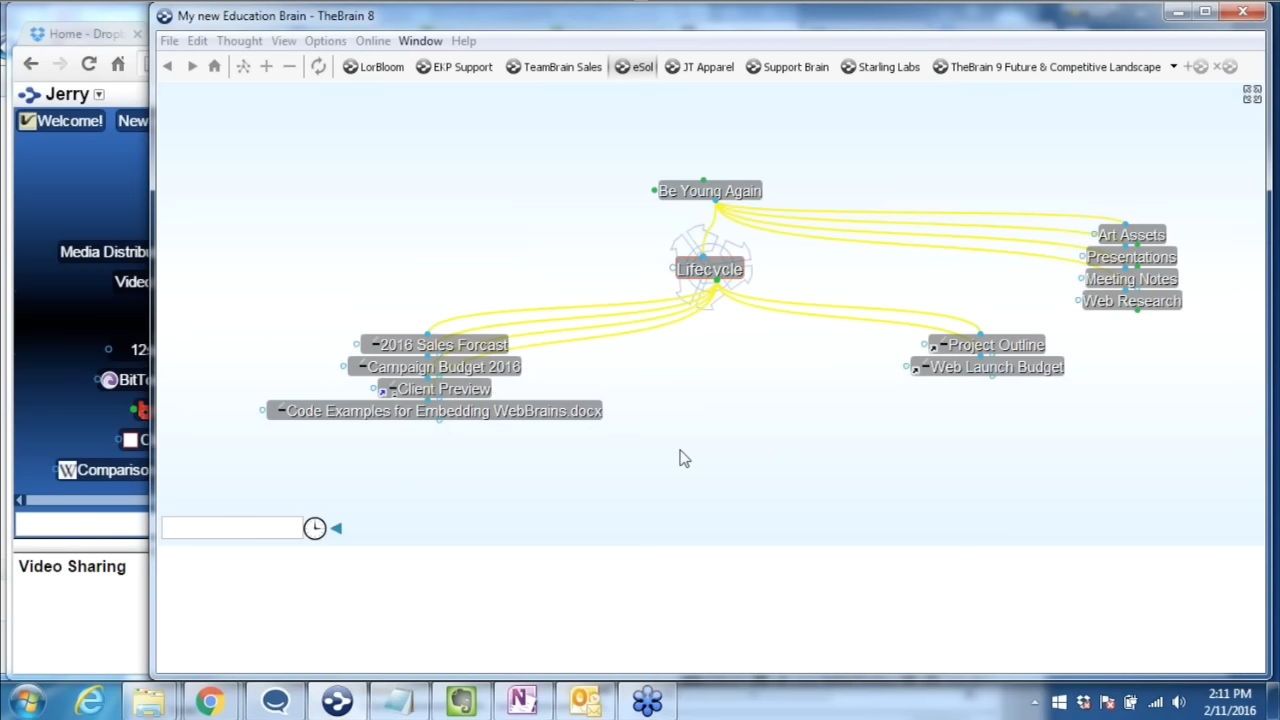 My new Education Brain - TheBrain 8
Home - Dropb
File Edit Thought View Options Online Window Help
LorBloom EKP Support TeamBrain Sales eSol JT Apparel Support Brain Starling Labs TheBrain 9 Future & Competitive Landscape
Jerry
Welcome! New
Be Young Again
Art Assets
Presentations
Meeting Notes
Web Research
Lifecycle
Media Distrib
Video
2016 Sales Forcast
Campaign Budget 2016
Client Preview
Code Examples for Embedding WebBrains.docx
Project Outline
Web Launch Budget
12
BitTo
Compariso
Video Sharing
2:11 PM
2/11/2016